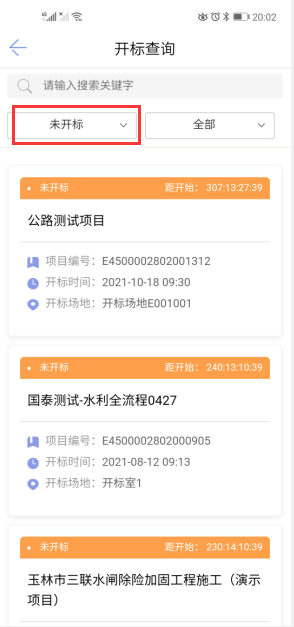 20:02
开标查询
请输入搜索关键字
未开标 全部
未开标 距开始: 307:13:27:39
公路测试项目
项目编号: E4500002802001312
开标时间: 2021-10-18 09:30
开标场地: 开标场地E001001
未开标 距开始: 240:13:10:39
国泰测试-水利全流程0427
项目编号: E4500002802000905
开标时间: 2021-08-12 09:13
开标场地: 开标室1
未开标 距开始: 230:14:10:39
玉林市三联水闸除险加固工程施工（演示
项目）